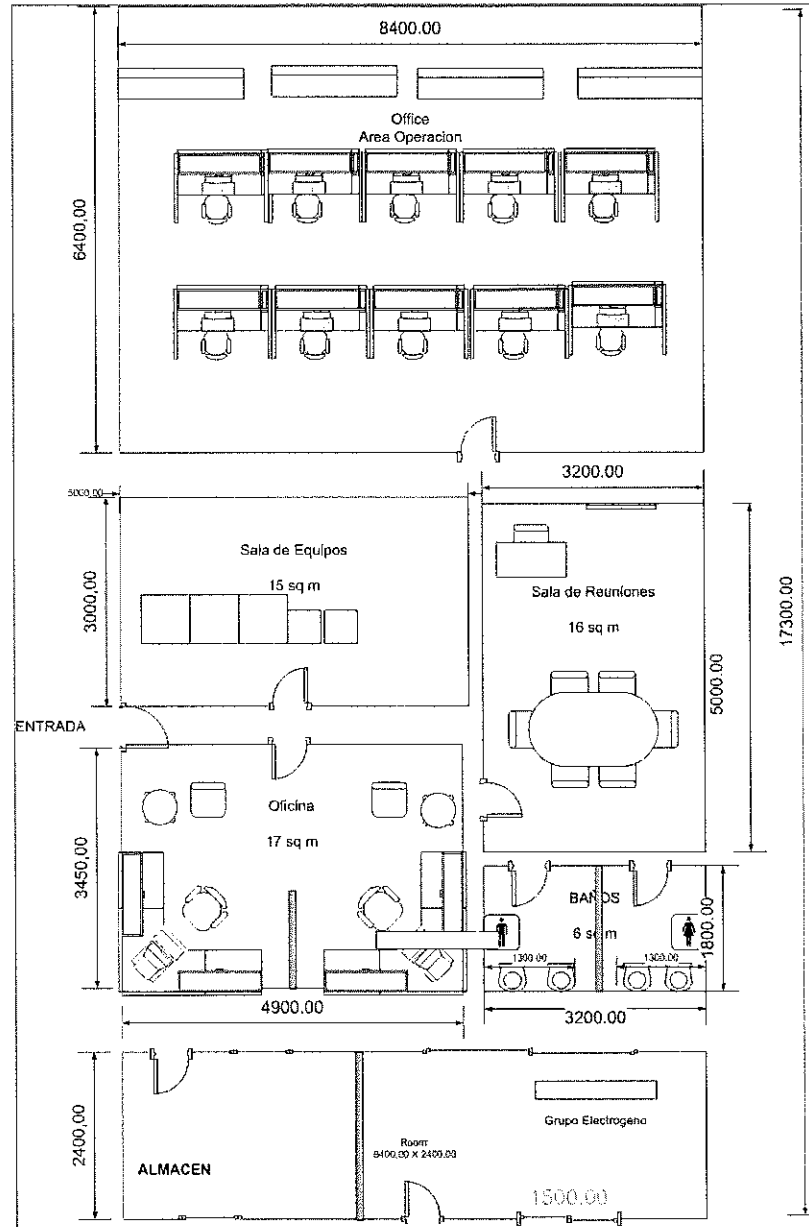 8400.00
Office
Area Operacion
6400,00
3200.00
5000,00
Sala de Equipos
15 sq m
3000,00
Sala de Reuniones
16 sq m
17300.00
5000.00
ENTRADA
Oficina
17 sq m
3450,00
BAÑOS
6 sq m
1300.00
1300.00
1800.00
4900.00
3200.00
2400,00
Grupo Electrogeno
Room
8400,00 X 2400.00
ALMACEN
1500.00